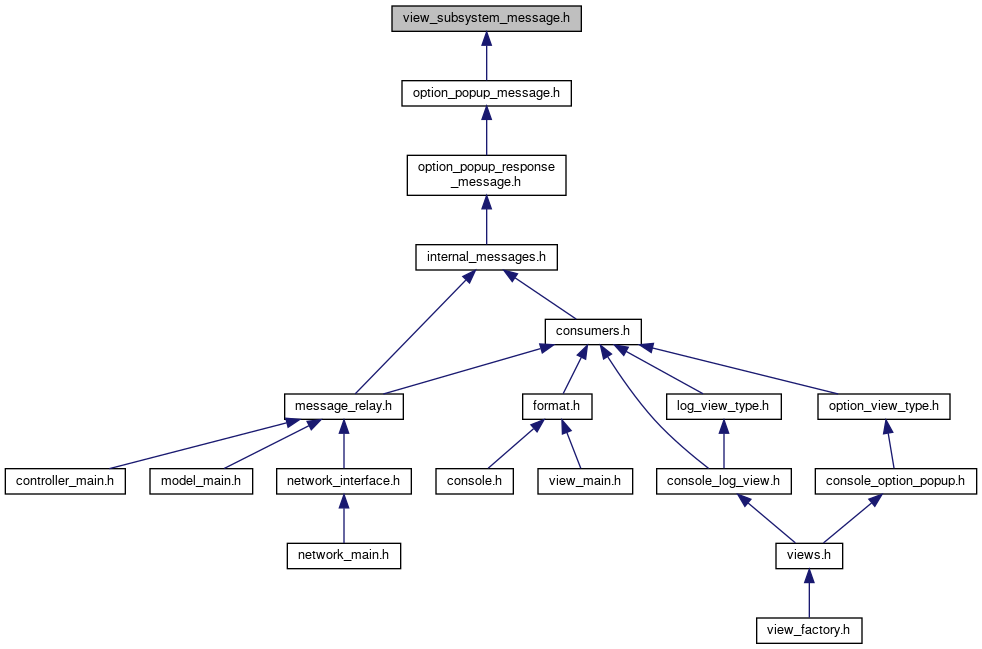 view_subsystem_message.h
option_popup_message.h
option_popup_response
_message.h
internal_messages.h
consumers.h
message_relay.h
format.h
log_view_type.h
option_view_type.h
controller_main.h
model_main.h
network_interface.h
console.h
view_main.h
console_log_view.h
console_option_popup.h
network_main.h
views.h
view_factory.h